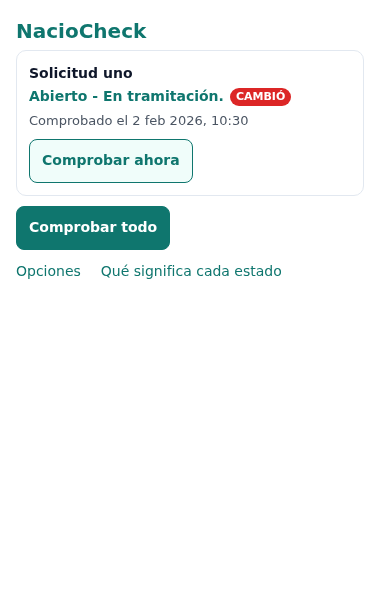 NacioCheck
Solicitud uno
Abierto - En tramitación. CAMBIÓ
Comprobado el 2 feb 2026, 10:30
Comprobar ahora
Comprobar todo
Opciones Qué significa cada estado